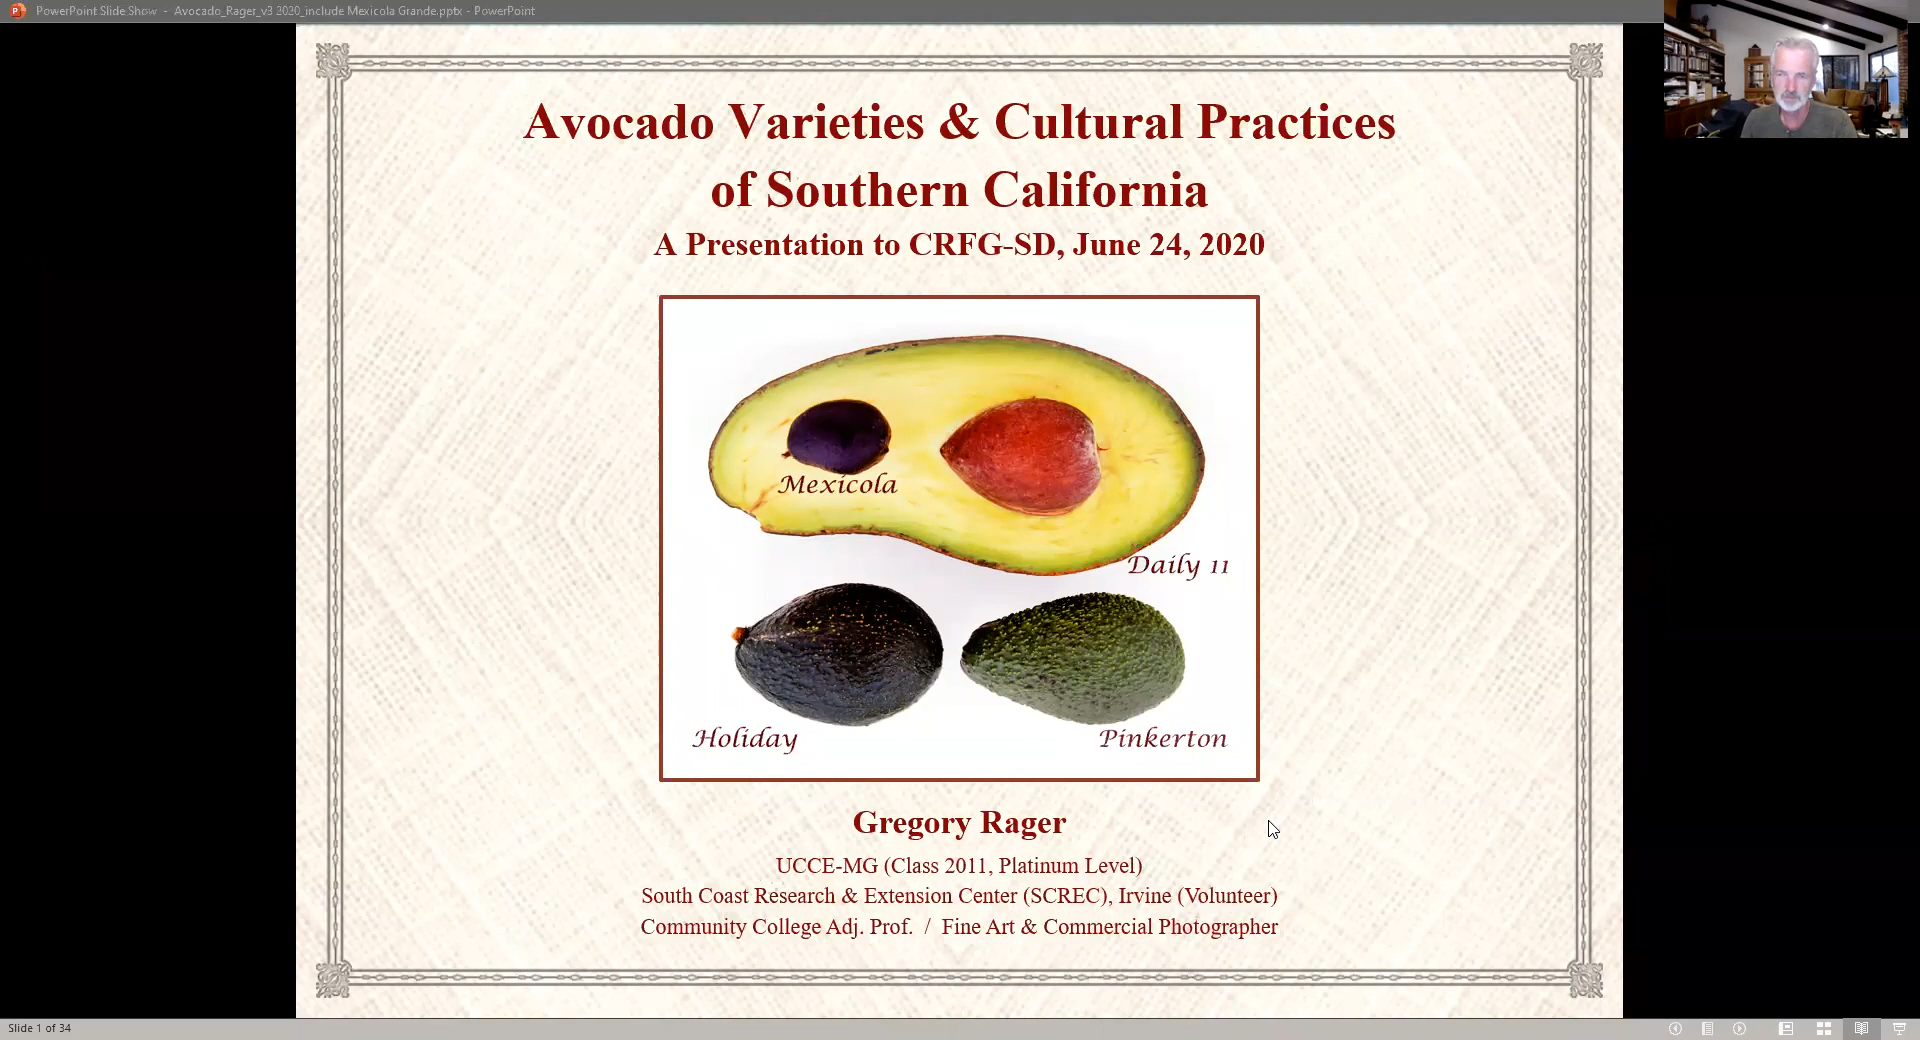 PowerPoint Slide Show - Avocado_Rager_v3 2020_include Mexicola Grande.pptx - PowerPoint
Avocado Varieties & Cultural Practices
of Southern California
A Presentation to CRFG-SD, June 24, 2020
Mexicola
Daily 11
Holiday
Pinkerton
Gregory Rager
UCCE-MG (Class 2011, Platinum Level)
South Coast Research & Extension Center (SCREC), Irvine (Volunteer)
Community College Adj. Prof. / Fine Art & Commercial Photographer
Slide 1 of 34